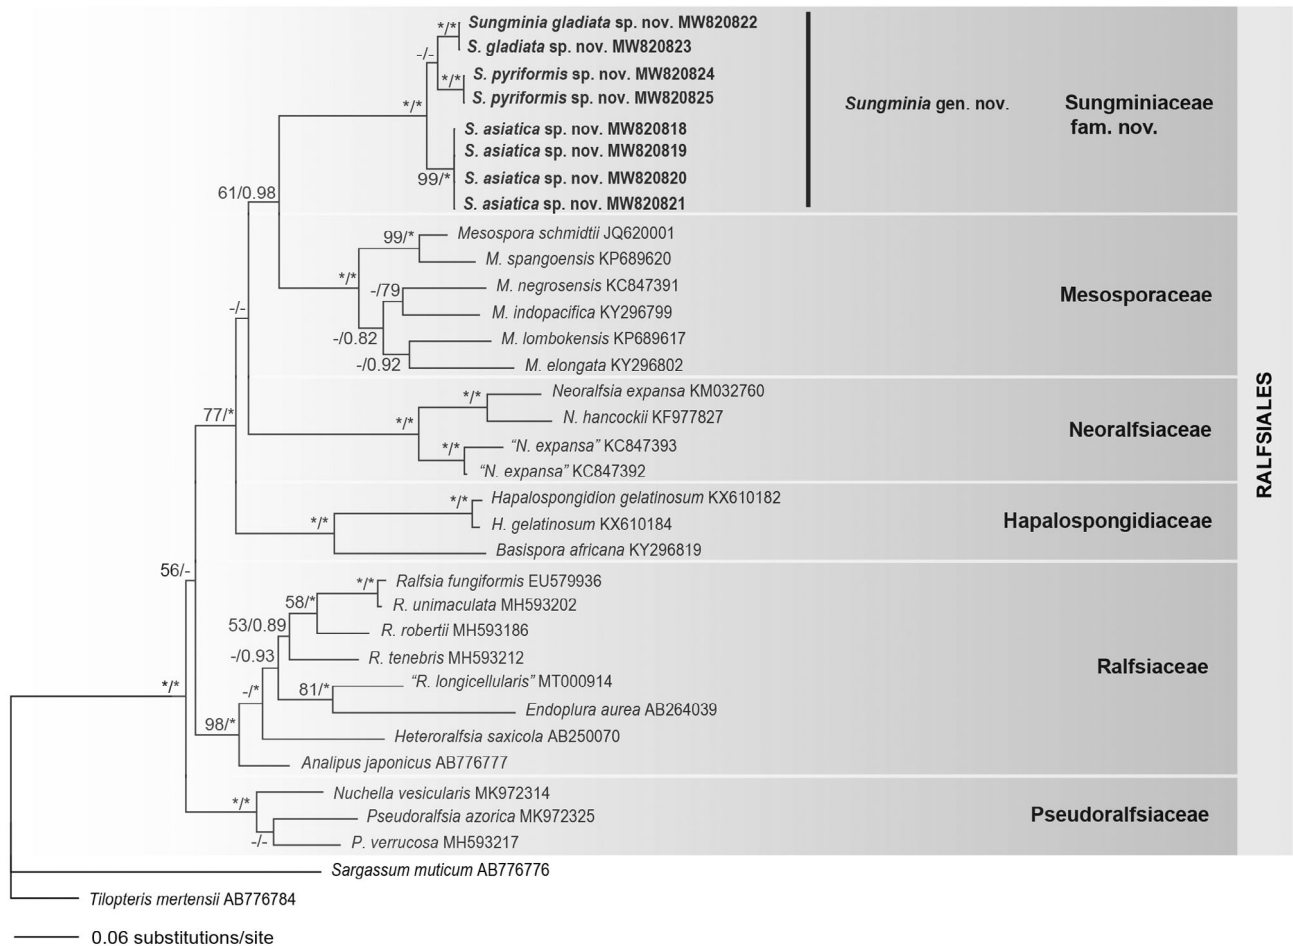 */*
Sungminia gladiata sp. nov. MW820822
S. gladiata sp. nov. MW820823
-/-
*/*
S. pyriformis sp. nov. MW820824
S. pyriformis sp. nov. MW820825
*/*
Sungminia gen. nov.
Sungminiaceae
fam. nov.
S. asiatica sp. nov. MW820818
S. asiatica sp. nov. MW820819
99/*
S. asiatica sp. nov. MW820820
S. asiatica sp. nov. MW820821
61/0.98
99/*
Mesospora schmidtii JQ620001
M. spangoensis KP689620
*/*
-/79
M. negrosensis KC847391
M. indopacifica KY296799
Mesosporaceae
-/-
-/0.82
M. lombokensis KP689617
-/0.92
M. elongata KY296802
*/*
Neoralfsia expansa KM032760
77/*
*/*
N. hancockii KF977827
Neoralfsiaceae
*/*
“N. expansa” KC847393
“N. expansa” KC847392
RALFSIALES
*/*
Hapalospongidion gelatinosum KX610182
*/*
H. gelatinosum KX610184
Hapalospongidiaceae
Basispora africana KY296819
56/-
*/*
Ralfsia fungiformis EU579936
58/*
R. unimaculata MH593202
53/0.89
R. robertii MH593186
-/0.93
R. tenebris MH593212
Ralfsiaceae
*/*
-/*
81/*
“R. longicellularis” MT000914
Endoplura aurea AB264039
98/*
Heteroralfsia saxicola AB250070
Analipus japonicus AB776777
*/*
Nuchella vesicularis MK972314
Pseudoralfsia azorica MK972325
Pseudoralfsiaceae
-/-
P. verrucosa MH593217
Sargassum muticum AB776776
Tilopteris mertensii AB776784
0.06 substitutions/site